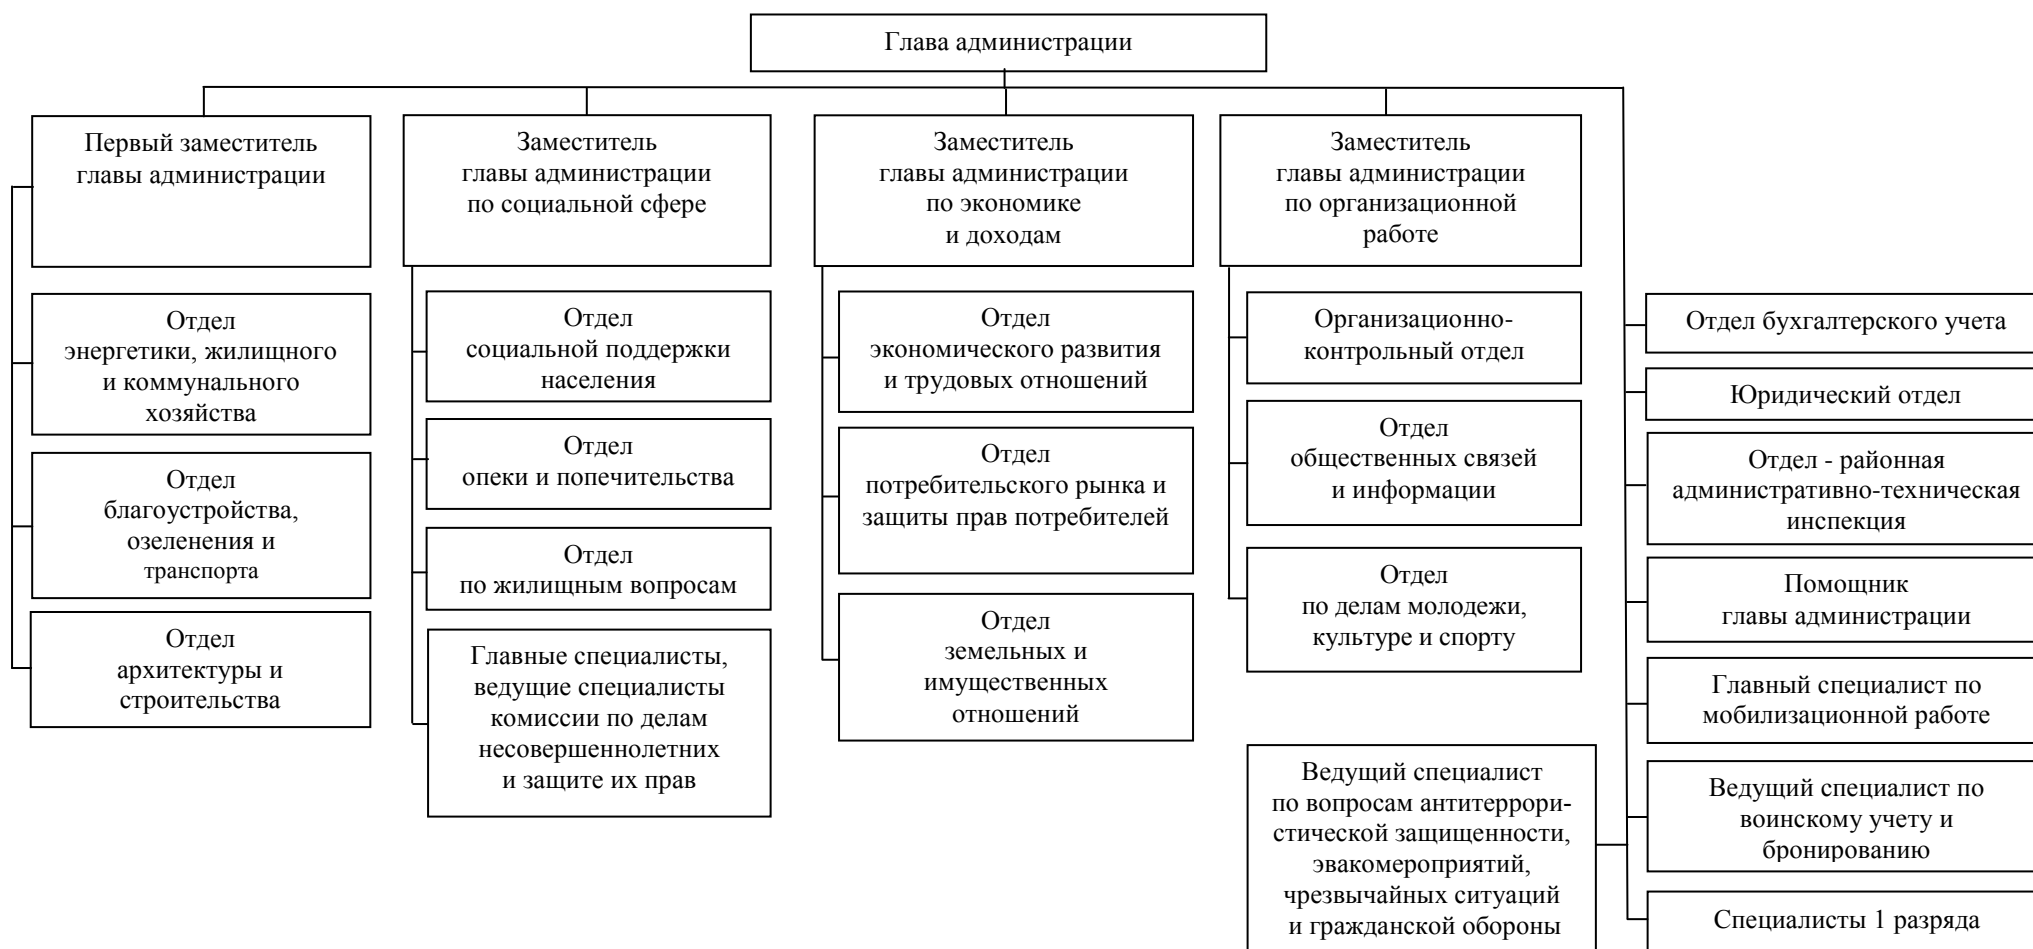 Глава администрации
Первый заместитель
главы администрации
Отдел
энергетики, жилищного
и коммунального
хозяйства
Отдел
благоустройства,
озеленения и
транспорта
Отдел
архитектуры и
строительства
Заместитель
главы администрации
по социальной сфере
Отдел
социальной поддержки
населения
Отдел
опеки и попечительства
Отдел
по жилищным вопросам
Главные специалисты,
ведущие специалисты
комиссии по делам
несовершеннолетних
и защите их прав
Заместитель
главы администрации
по экономике
и доходам
Отдел
экономического развития
и трудовых отношений
Отдел
потребительского рынка и
защиты прав потребителей
Отдел
земельных и
имущественных
отношений
Заместитель
главы администрации
по организационной
работе
Организационно-
контрольный отдел
Отдел
общественных связей
и информации
Отдел
по делам молодежи,
культуре и спорту
Ведущий специалист
по вопросам антитеррори-
стической защищенности,
эвакомероприятий,
чрезвычайных ситуаций
и гражданской обороны
Отдел бухгалтерского учета
Юридический отдел
Отдел - районная
административно-техническая
инспекция
Помощник
главы администрации
Главный специалист по
мобилизационной работе
Ведущий специалист по
воинскому учету и
бронированию
Специалисты 1 разряда